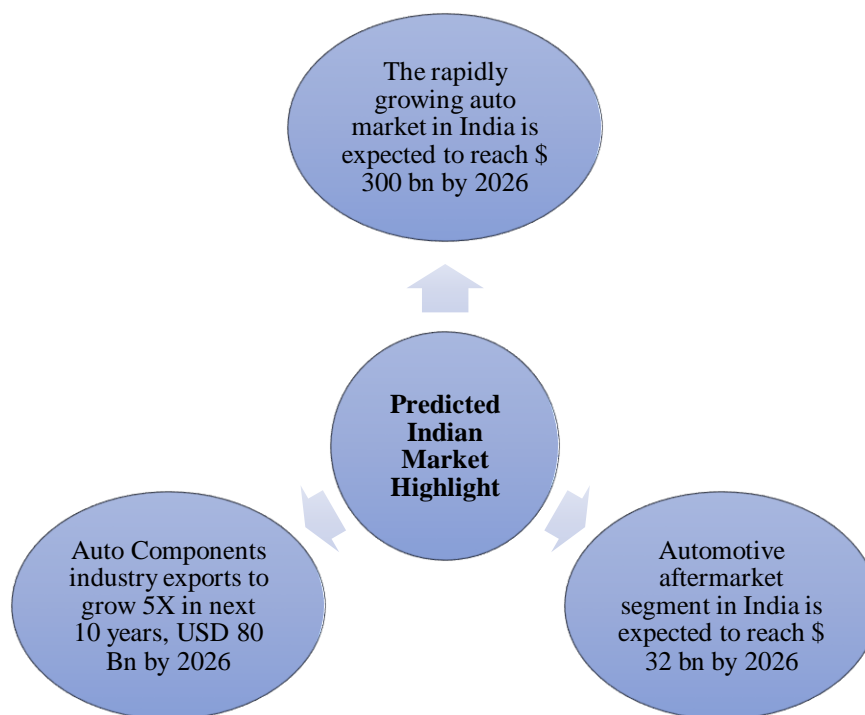 The rapidly
growing auto
market in India is
expected to reach $
300 bn by 2026
Predicted
Indian
Market
Highlight
Auto Components
industry exports to
grow 5X in next
10 years, USD 80
Bn by 2026
Automotive
aftermarket
segment in India is
expected to reach $
32 bn by 2026